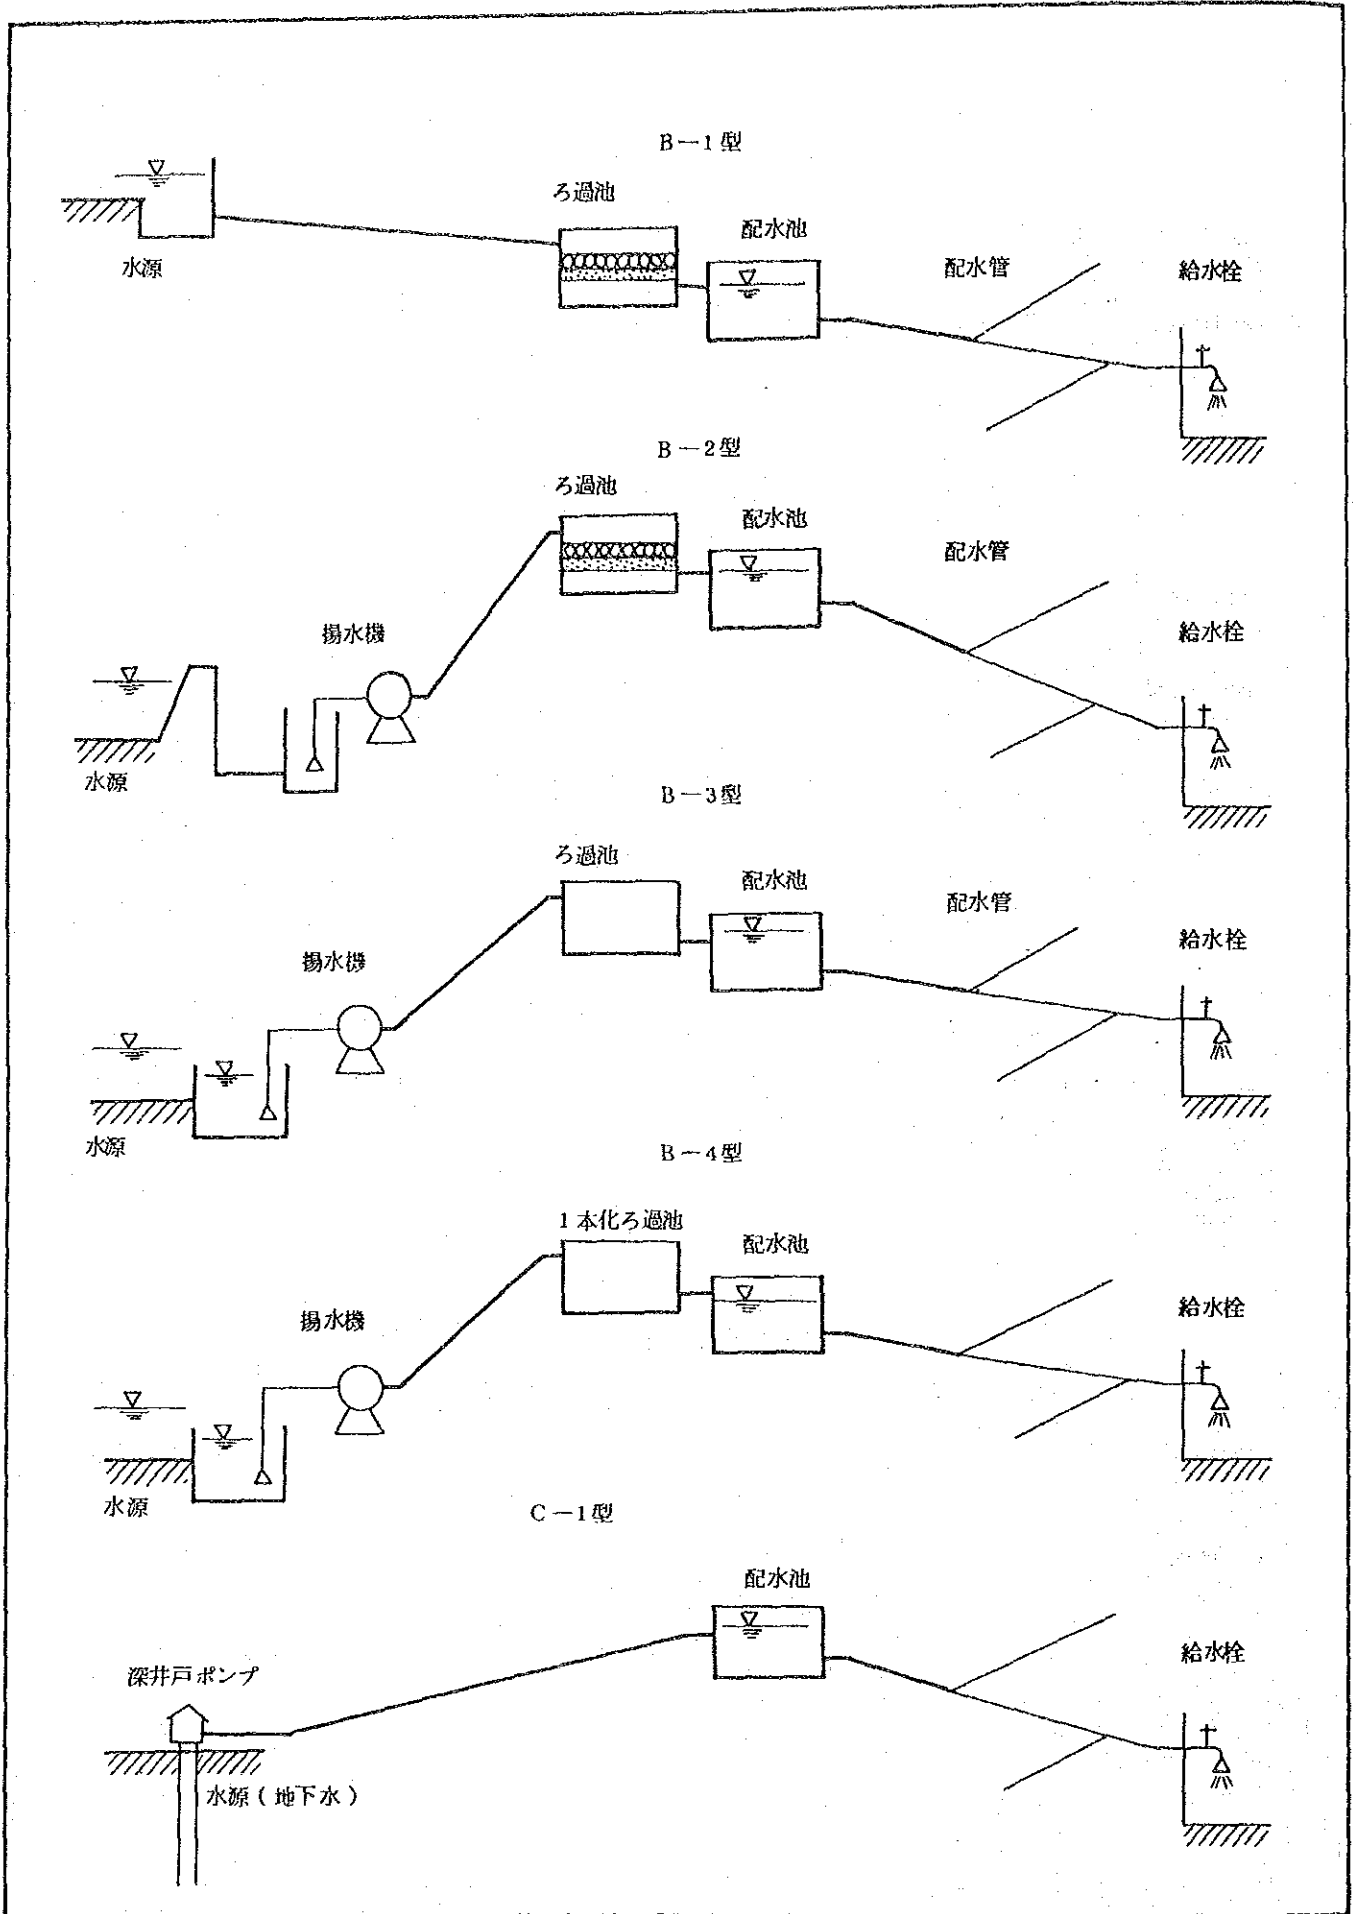 B－1型
ろ過池
配水池
配水管
給水栓
水源
B－2型
ろ過池
配水池
配水管
揚水機
給水栓
水源
B－3型
ろ過池
配水池
配水管
揚水機
給水栓
水源
B－4型
1本化ろ過池
配水池
揚水機
給水栓
水源
C－1型
配水池
深井戸ポンプ
給水栓
水源(地下水)